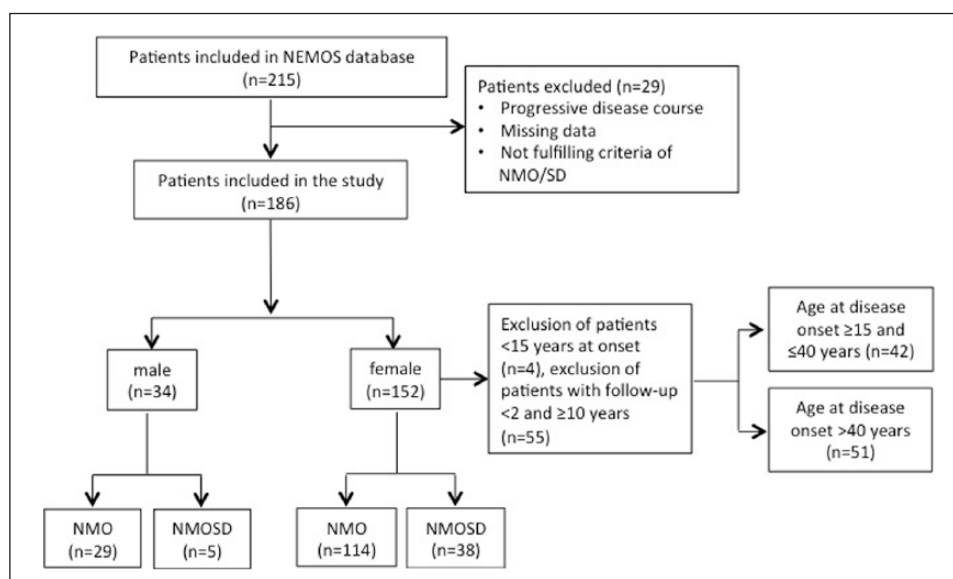 Patients included in NEMOS database
(n=215)
Patients excluded (n=29)
• Progressive disease course
• Missing data
• Not fulfilling criteria of
NMO/SD
Patients included in the study
(n=186)
male
(n=34)
female
(n=152)
Exclusion of patients
<15 years at onset
(n=4), exclusion of
patients with follow-up
<2 and ≥10 years
(n=55)
Age at disease
onset ≥15 and
≤40 years (n=42)
Age at disease
onset >40 years
(n=51)
NMO
(n=29)
NMOSD
(n=5)
NMO
(n=114)
NMOSD
(n=38)